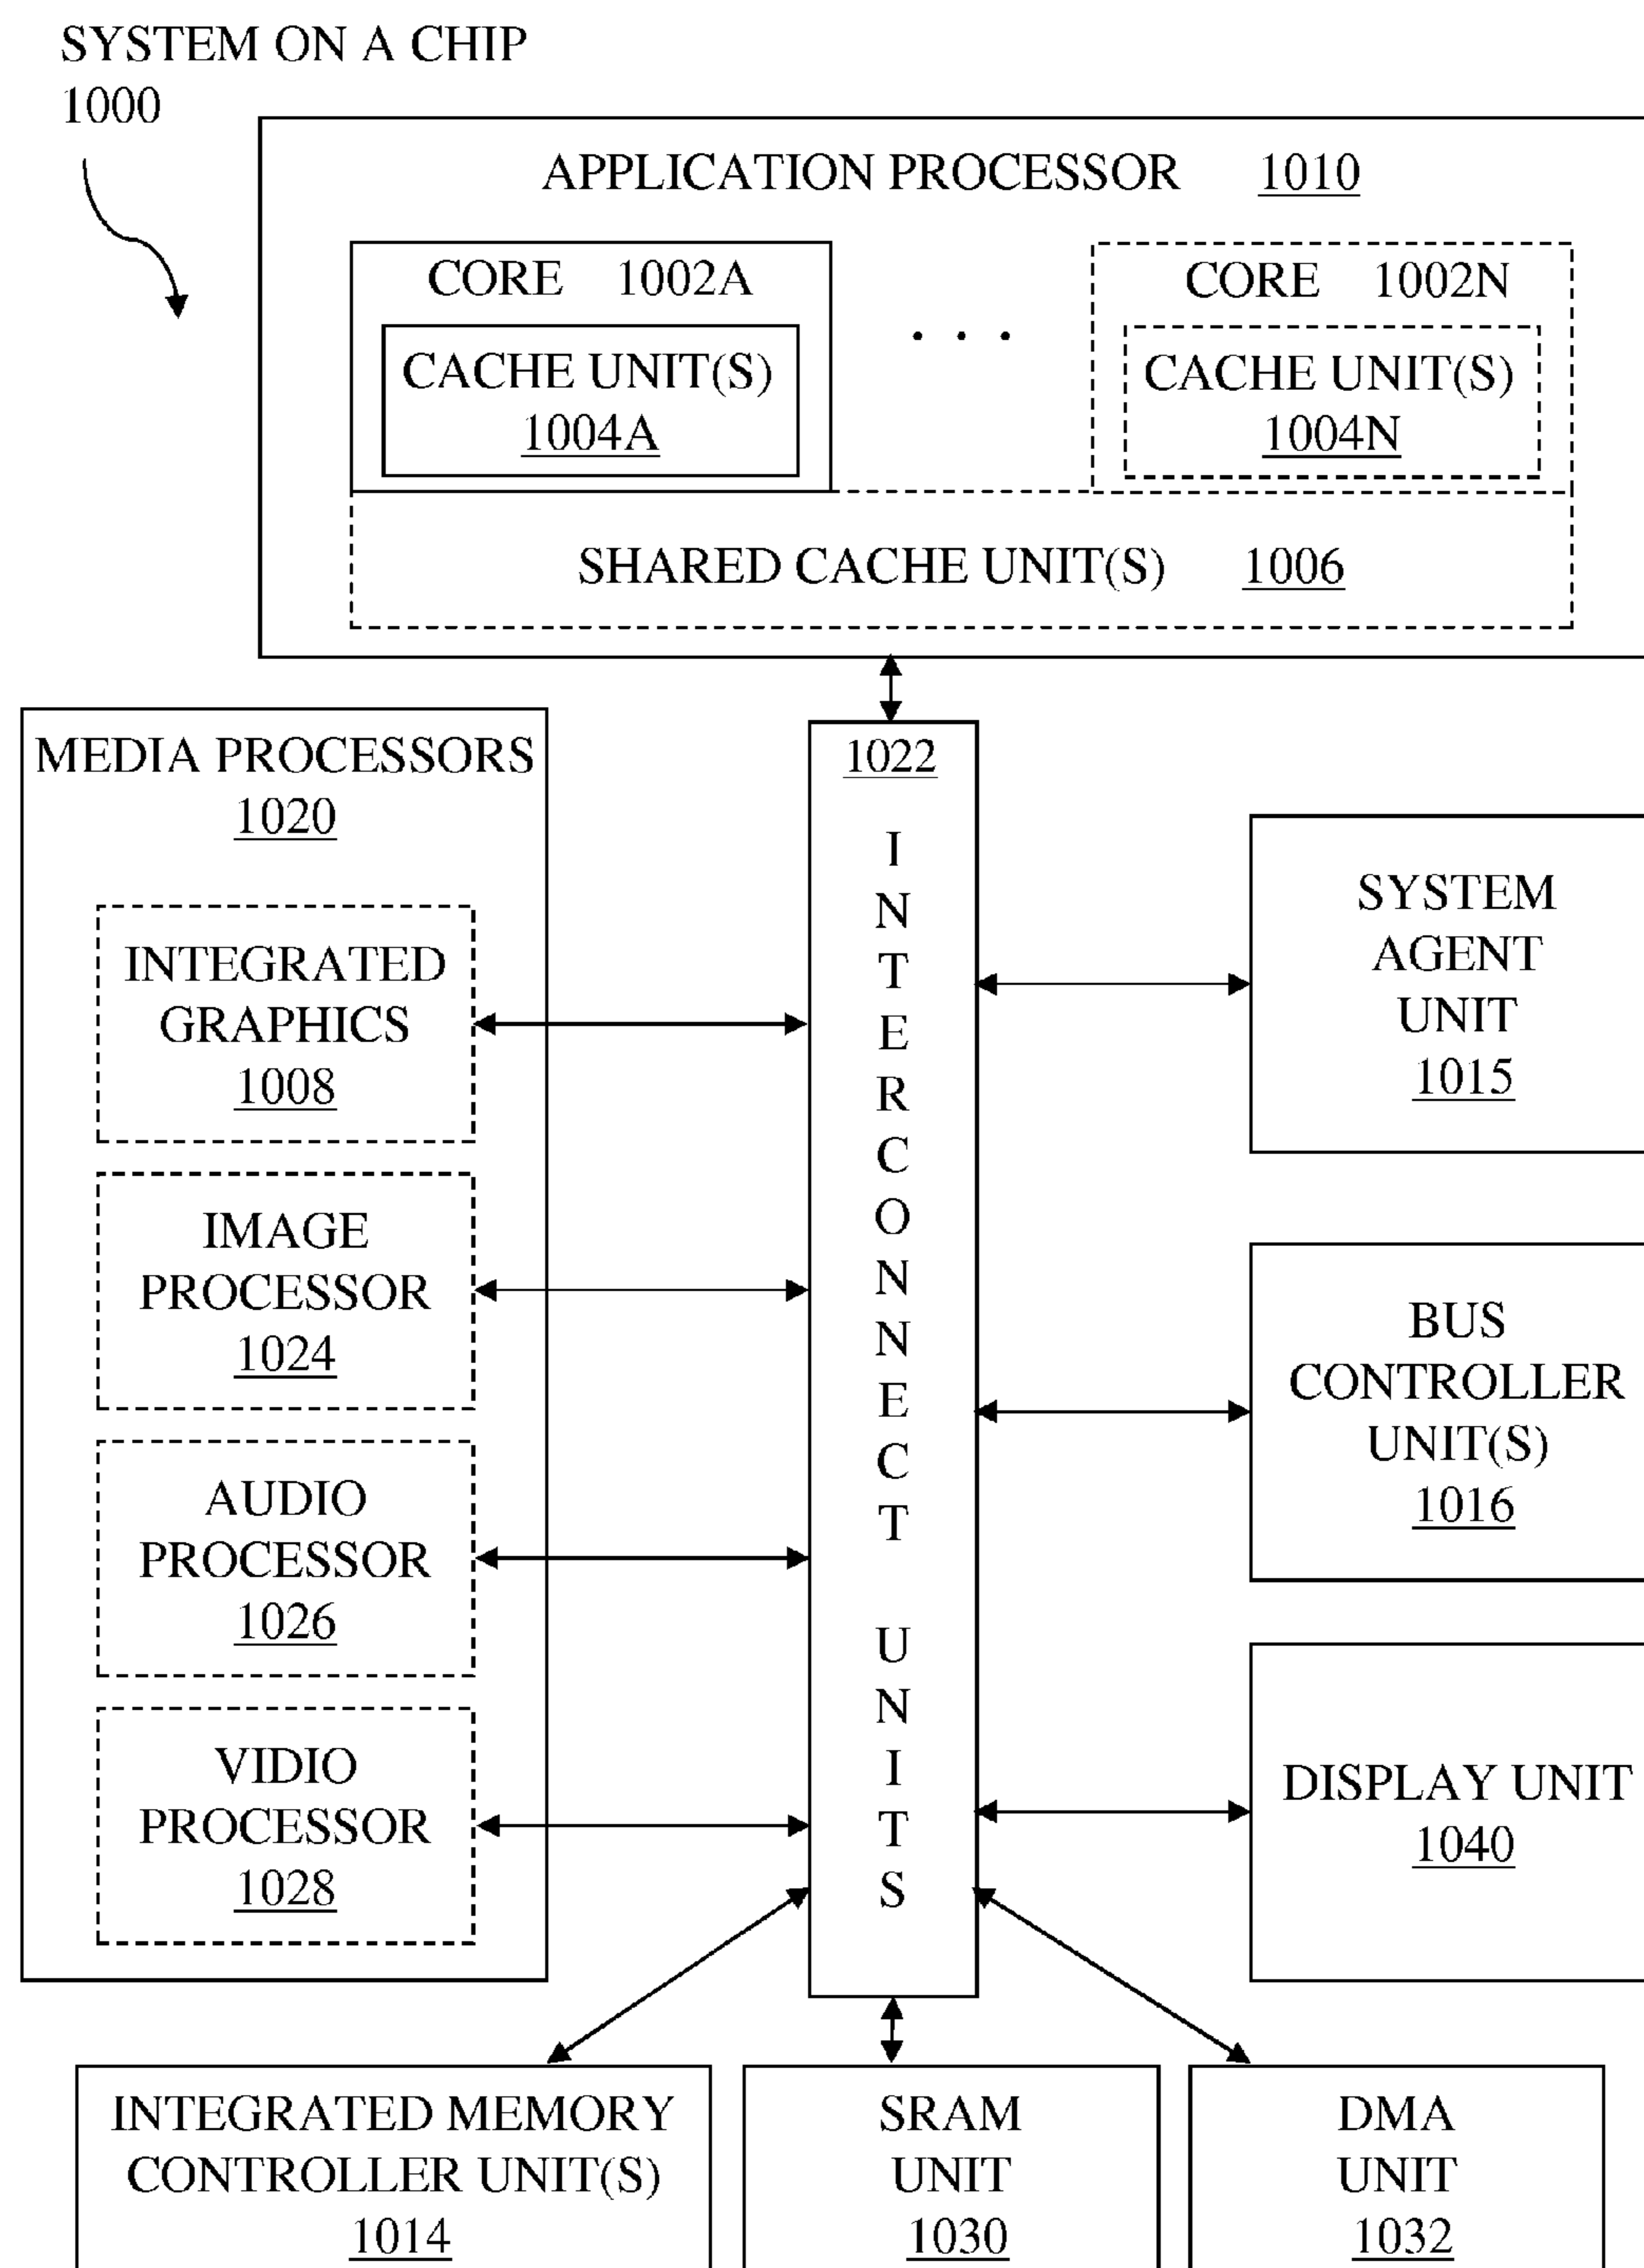 SYSTEM ON A CHIP
1000
APPLICATION PROCESSOR 1010
CORE 1002A
CACHE UNIT(S)
1004A
. . .
CORE 1002N
CACHE UNIT(S)
1004N
SHARED CACHE UNIT(S) 1006
MEDIA PROCESSORS
1020
INTEGRATED
GRAPHICS
1008
IMAGE
PROCESSOR
1024
AUDIO
PROCESSOR
1026
VIDIO
PROCESSOR
1028
1022
INTERCONNECT UNITS
SYSTEM
AGENT
UNIT
1015
BUS
CONTROLLER
UNIT(S)
1016
DISPLAY UNIT
1040
INTEGRATED MEMORY
CONTROLLER UNIT(S)
1014
SRAM
UNIT
1030
DMA
UNIT
1032